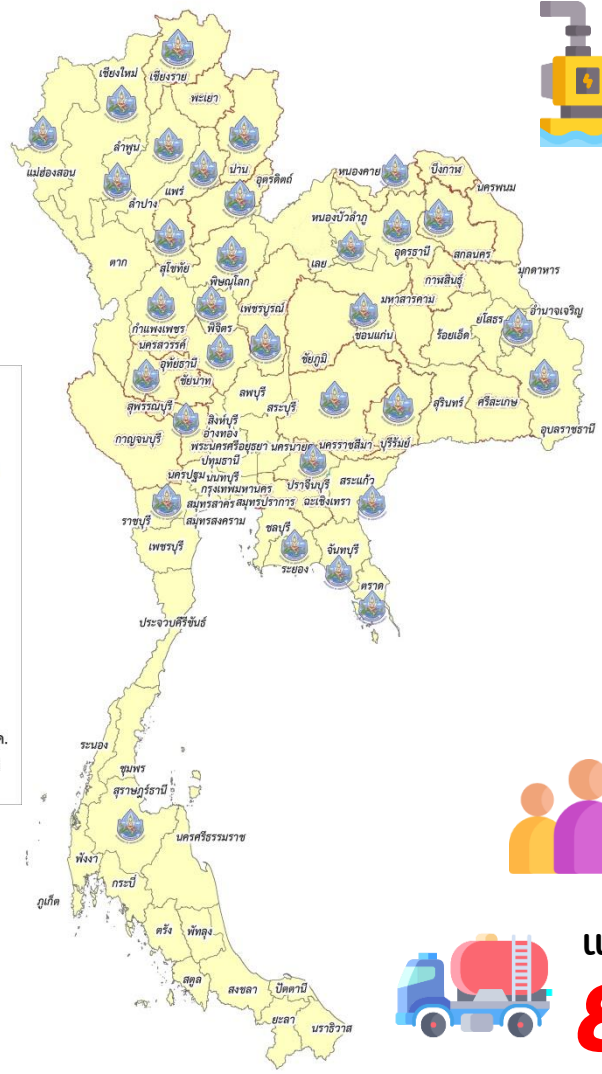 เชียงใหม่
เชียงราย
พะเยา
ลำพูน
น่าน
แม่ฮ่องสอน
แพร่
อุตรดิตถ์
ลำปาง
หนองคาย
บึงกาฬ
นครพนม
หนองบัวลำภู
เลย
อุดรธานี
สกลนคร
ตาก
สุโขทัย
พิษณุโลก
กาฬสินธุ์
มุกดาหาร
เพชรบูรณ์
มหาสารคาม
กำแพงเพชร
พิจิตร
ขอนแก่น
ร้อยเอ็ด
ยโสธร
อำนาจเจริญ
นครสวรรค์
ชัยภูมิ
อุทัยธานี
ชัยนาท
ลพบุรี
สุพรรณบุรี
สระบุรี
สุรินทร์
ศรีสะเกษ
อุบลราชธานี
สิงห์บุรี
อ่างทอง
กาญจนบุรี
พระนครศรีอยุธยา
นครนายก
นครราชสีมา
บุรีรัมย์
ปทุมธานี
นครปฐม
นนทบุรี
ปราจีนบุรี
สระแก้ว
กรุงเทพมหานคร
สมุทรสาคร
สมุทรปราการ
ฉะเชิงเทรา
ราชบุรี
สมุทรสงคราม
ชลบุรี
จันทบุรี
เพชรบุรี
ระยอง
ตราด
ประจวบคีรีขันธ์
ค.
ระนอง
ชุมพร
สุราษฎร์ธานี
นครศรีธรรมราช
พังงา
กระบี่
ภูเก็ต
ตรัง
พัทลุง
สตูล
สงขลา
ปัตตานี
ยะลา
นราธิวาส